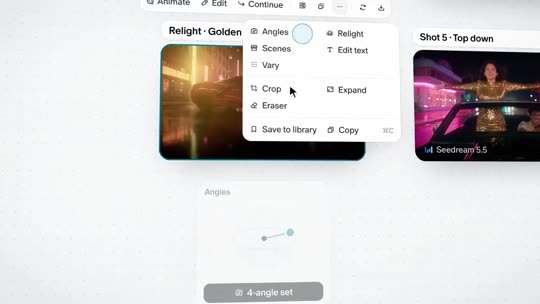 Animate Edit Continue
Relight · Golden
Shot 5 · Top down
Angles Relight
Scenes Edit text
Vary
Crop Expand
Eraser
Save to library Copy ⌘C
Seedream 5.5
Angles
4-angle set